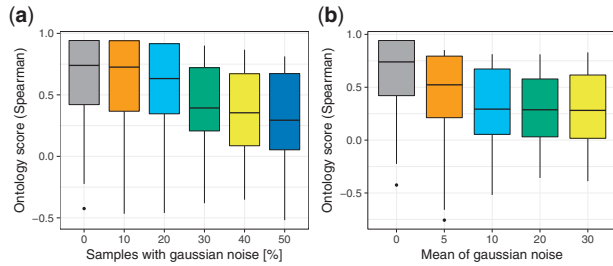 (a)
Ontology score (Spearman)
1.0
0.5
0.0
−0.5
0 10 20 30 40 50
Samples with gaussian noise [%]
(b)
Ontology score (Spearman)
1.0
0.5
0.0
−0.5
0 5 10 20 30
Mean of gaussian noise